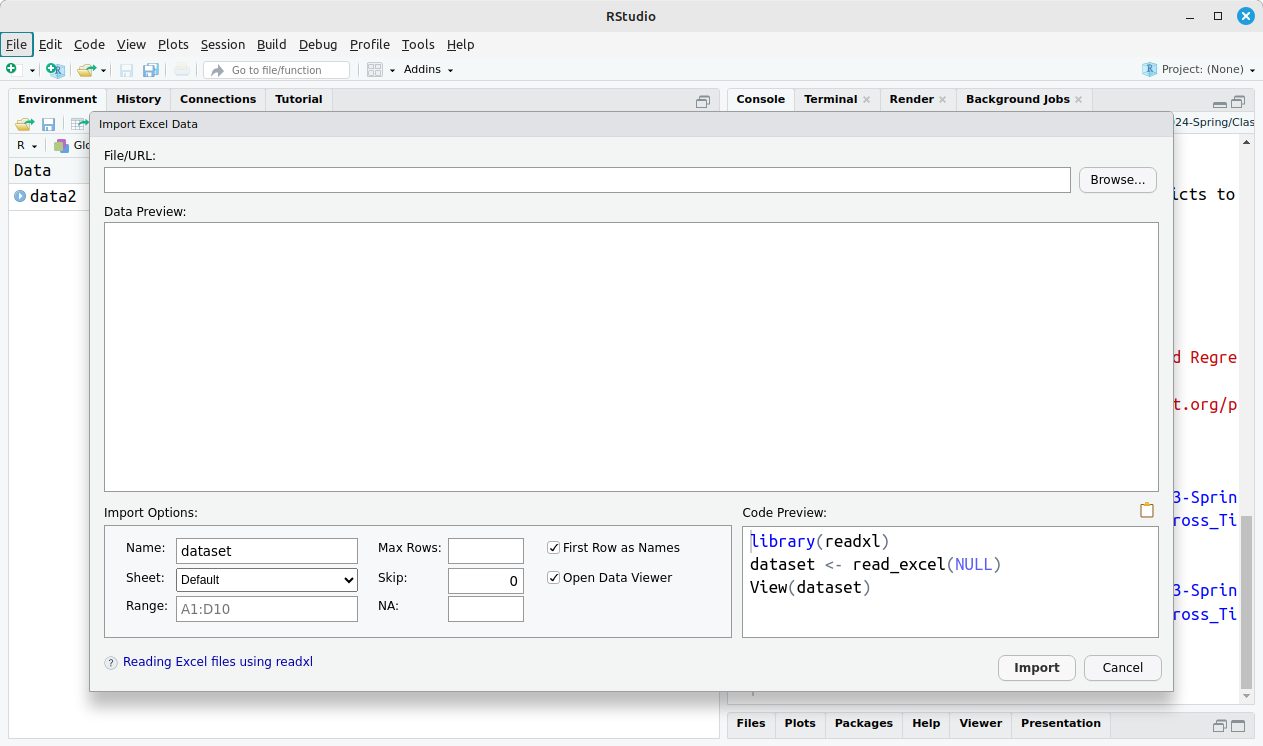 RStudio
File Edit Code View Plots Session Build Debug Profile Tools Help
Go to file/function Addins Project: (None)
Environment History Connections Tutorial
Console Terminal Render Background Jobs
24-Spring/Clas
R Glo
Data
data2
icts to
d Regre
t.org/p
3-Sprin
ross_Ti
3-Sprin
ross_Ti
Import Excel Data
File/URL:
Browse...
Data Preview:
Import Options:
Name: dataset Max Rows: First Row as Names
Sheet: Default Skip: 0 Open Data Viewer
Range: A1:D10 NA:
Code Preview:
library(readxl)
dataset <- read_excel(NULL)
View(dataset)
? Reading Excel files using readxl
Import Cancel
Files Plots Packages Help Viewer Presentation